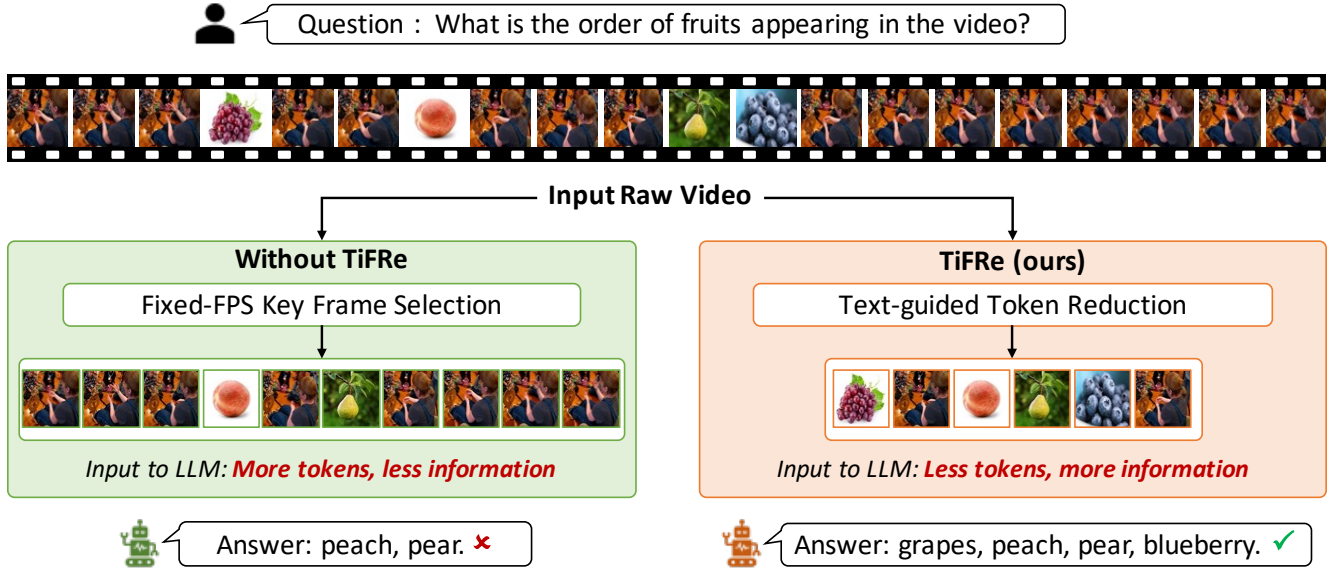 Question : What is the order of fruits appearing in the video?
Input Raw Video
Without TiFRe
Fixed-FPS Key Frame Selection
Input to LLM: More tokens, less information
Answer: peach, pear. ✘
TiFRe (ours)
Text-guided Token Reduction
Input to LLM: Less tokens, more information
Answer: grapes, peach, pear, blueberry. ✓